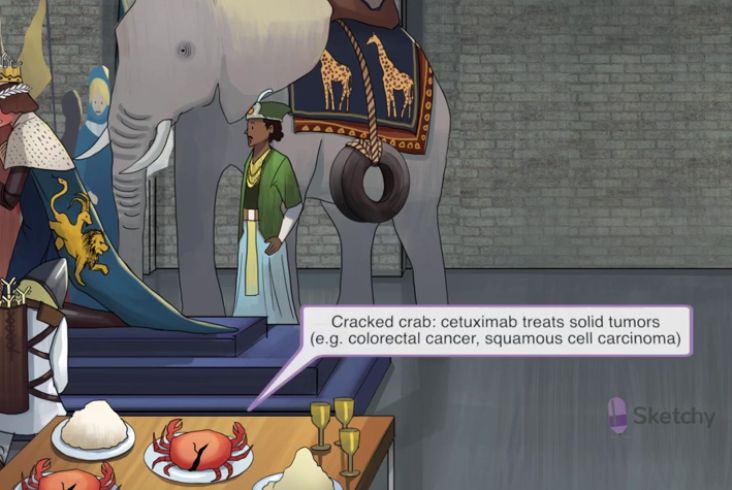 Cracked crab: cetuximab treats solid tumors
(e.g. colorectal cancer, squamous cell carcinoma)
Sketchy